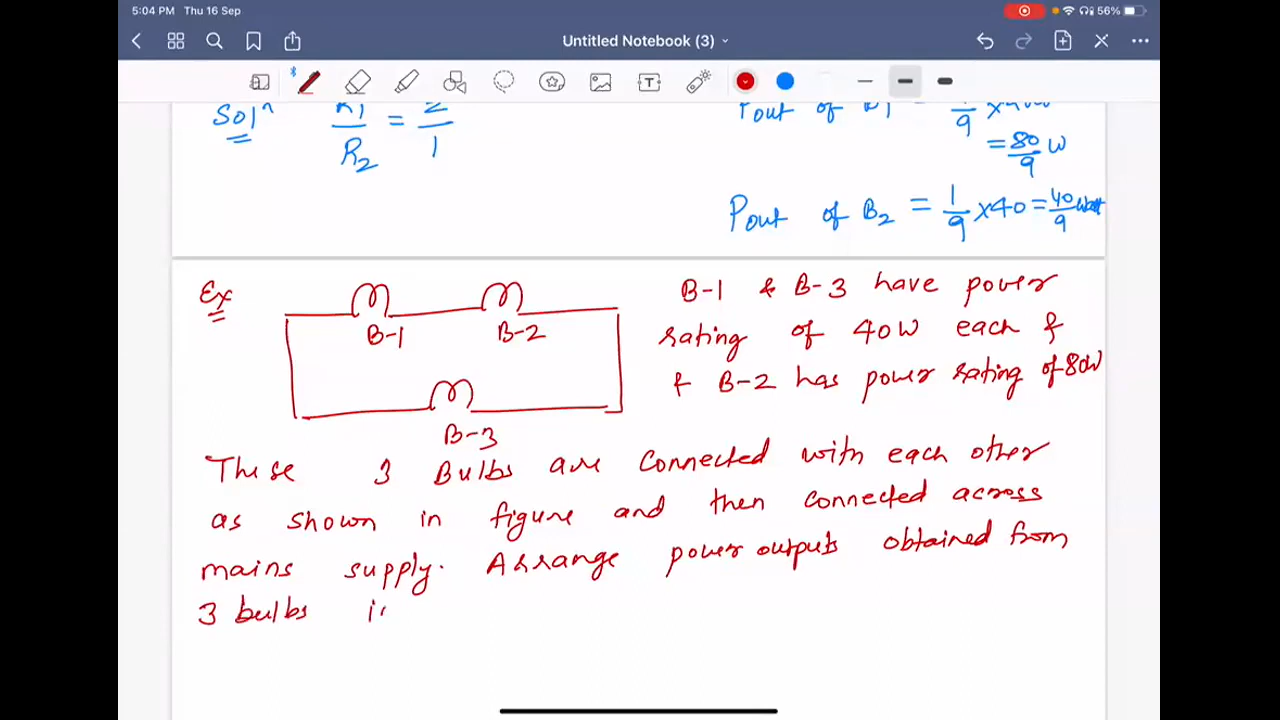 5:04 PM Thu 16 Sep
56%
Untitled Notebook (3)
Solⁿ R1/R2 = 2/1
Pout of B1 =
= 80/9 W
Pout of B2 = 1/9 x40 = 40/9 watt
Ex
B-1 B-2
B-3
B-1 & B-3 have power
rating of 40W each &
& B-2 has power rating of 80W
These 3 Bulbs are connected with each other
as shown in figure and then connected across
mains supply. Arrange power outputs obtained from
3 bulbs